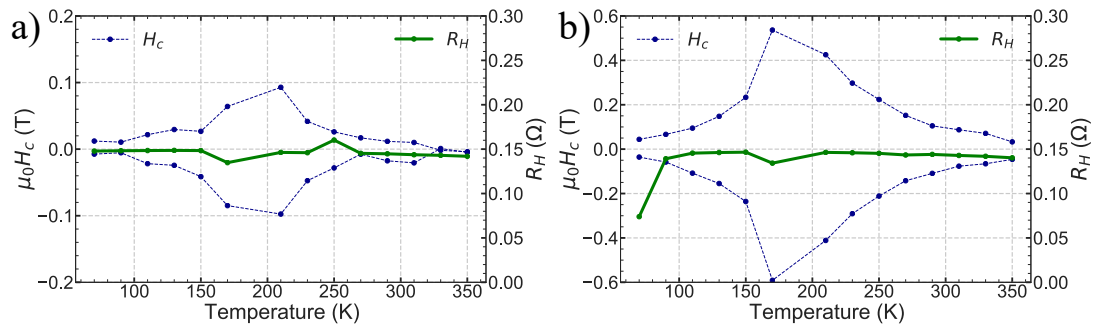 a)
H_c
R_H
0.2
0.1
0.0
−0.1
−0.2
μ₀H_c (T)
0.30
0.25
0.20
0.15
0.10
0.05
0.00
R_H (Ω)
100 150 200 250 300 350
Temperature (K)
b)
H_c
R_H
0.6
0.4
0.2
0.0
−0.2
−0.4
−0.6
μ₀H_c (T)
0.30
0.25
0.20
0.15
0.10
0.05
0.00
R_H (Ω)
100 150 200 250 300 350
Temperature (K)